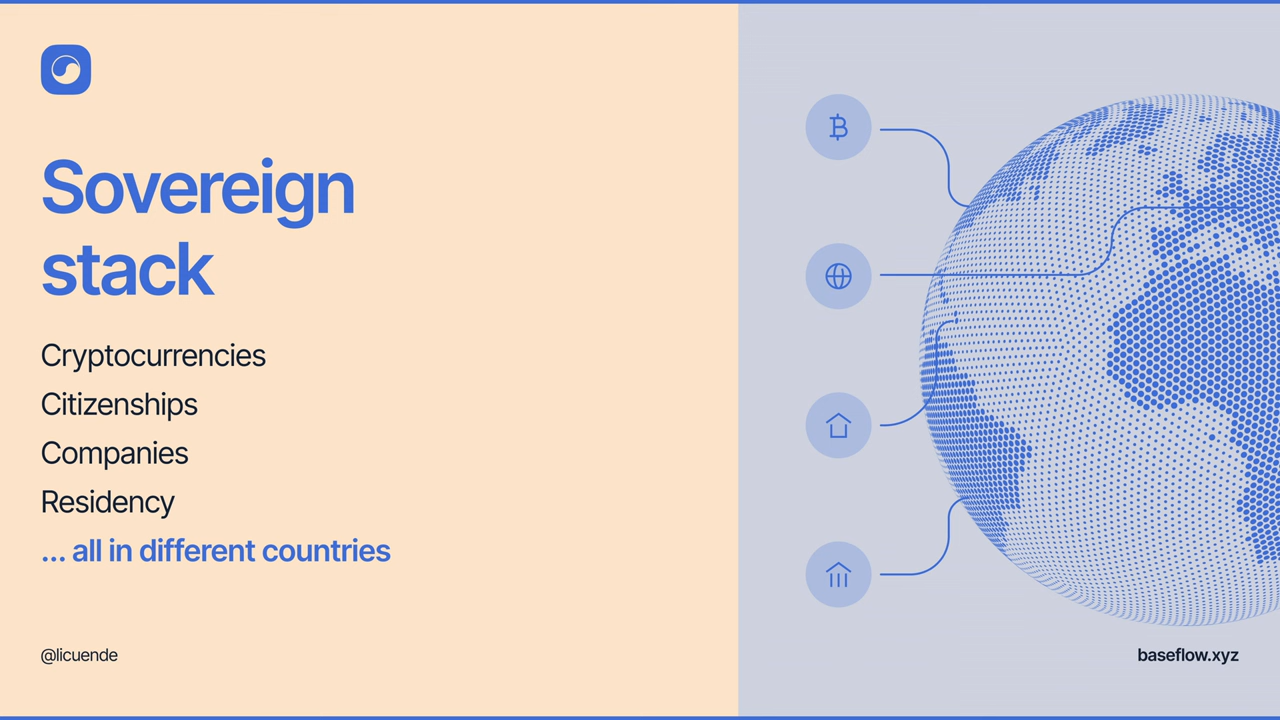 Sovereign
stack
Cryptocurrencies
Citizenships
Companies
Residency
... all in different countries
@licuende
baseflow.xyz